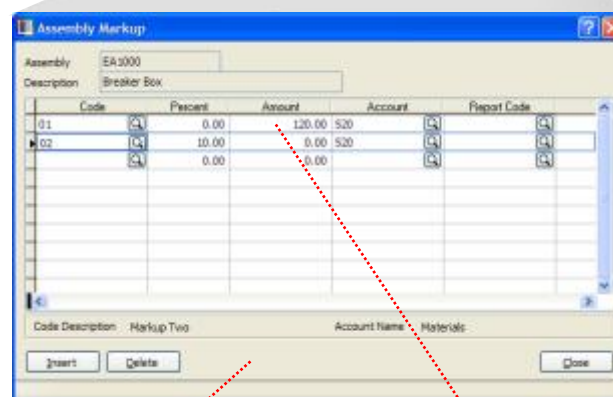 Assembly Markup
Assembly EA1000
Description Breaker Box
Code Percent Amount Account Report Code
01 0.00 120.00 520
02 10.00 0.00 520
0.00 0.00
Code Description Markup Two Account Name Materials
Insert Delete Close